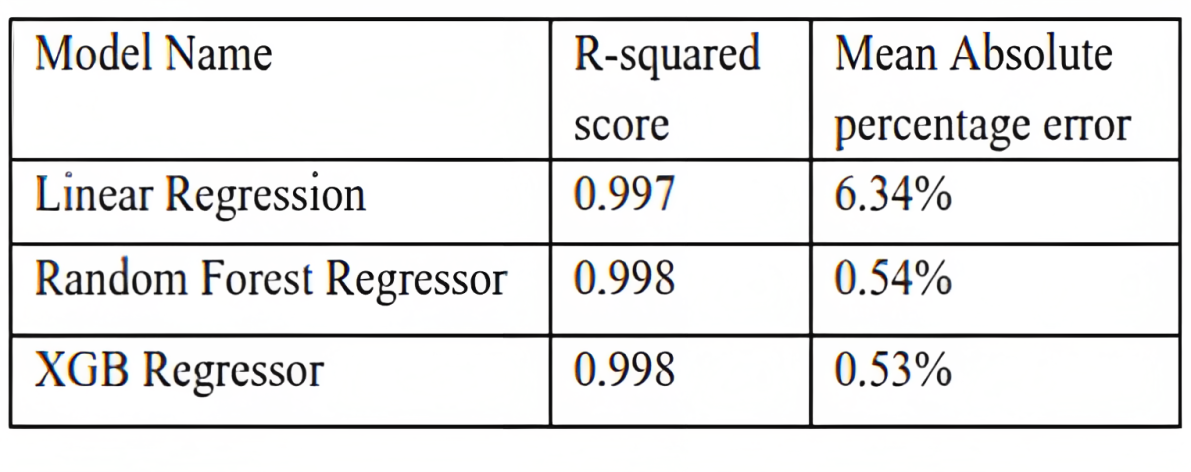 Model Name
R-squared
score
Mean Absolute
percentage error
Linear Regression
0.997
6.34%
Random Forest Regressor
0.998
0.54%
XGB Regressor
0.998
0.53%